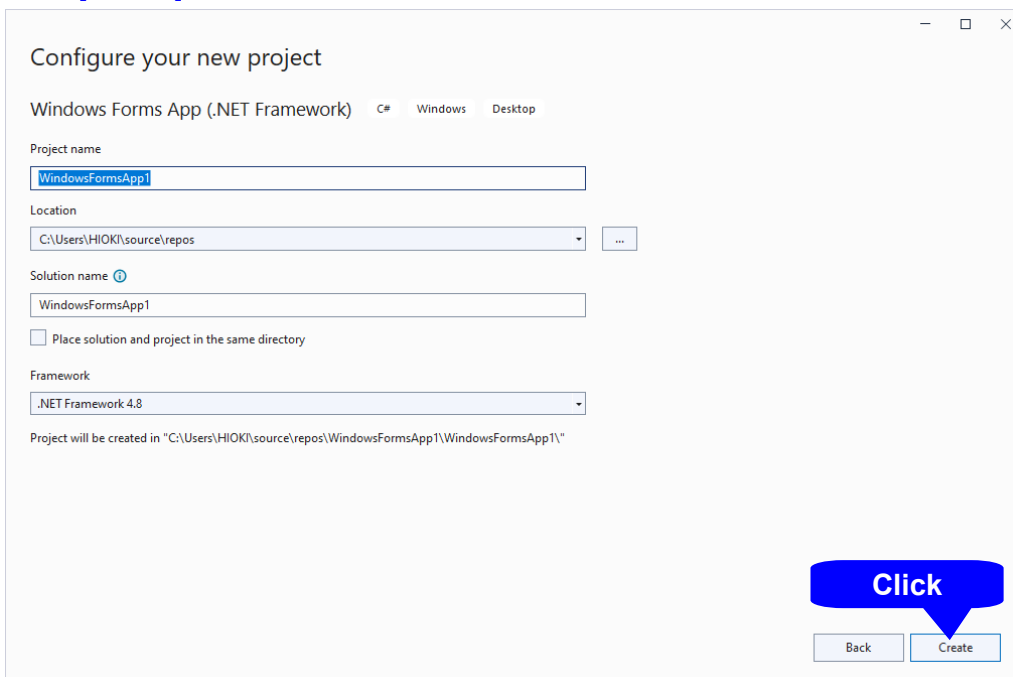 Configure your new project
Windows Forms App (.NET Framework) C# Windows Desktop
Project name
WindowsFormsApp1
Location
C:\Users\HIOKI\source\repos
...
Solution name
WindowsFormsApp1
Place solution and project in the same directory
Framework
.NET Framework 4.8
Project will be created in "C:\Users\HIOKI\source\repos\WindowsFormsApp1\WindowsFormsApp1\"
Click
Back Create